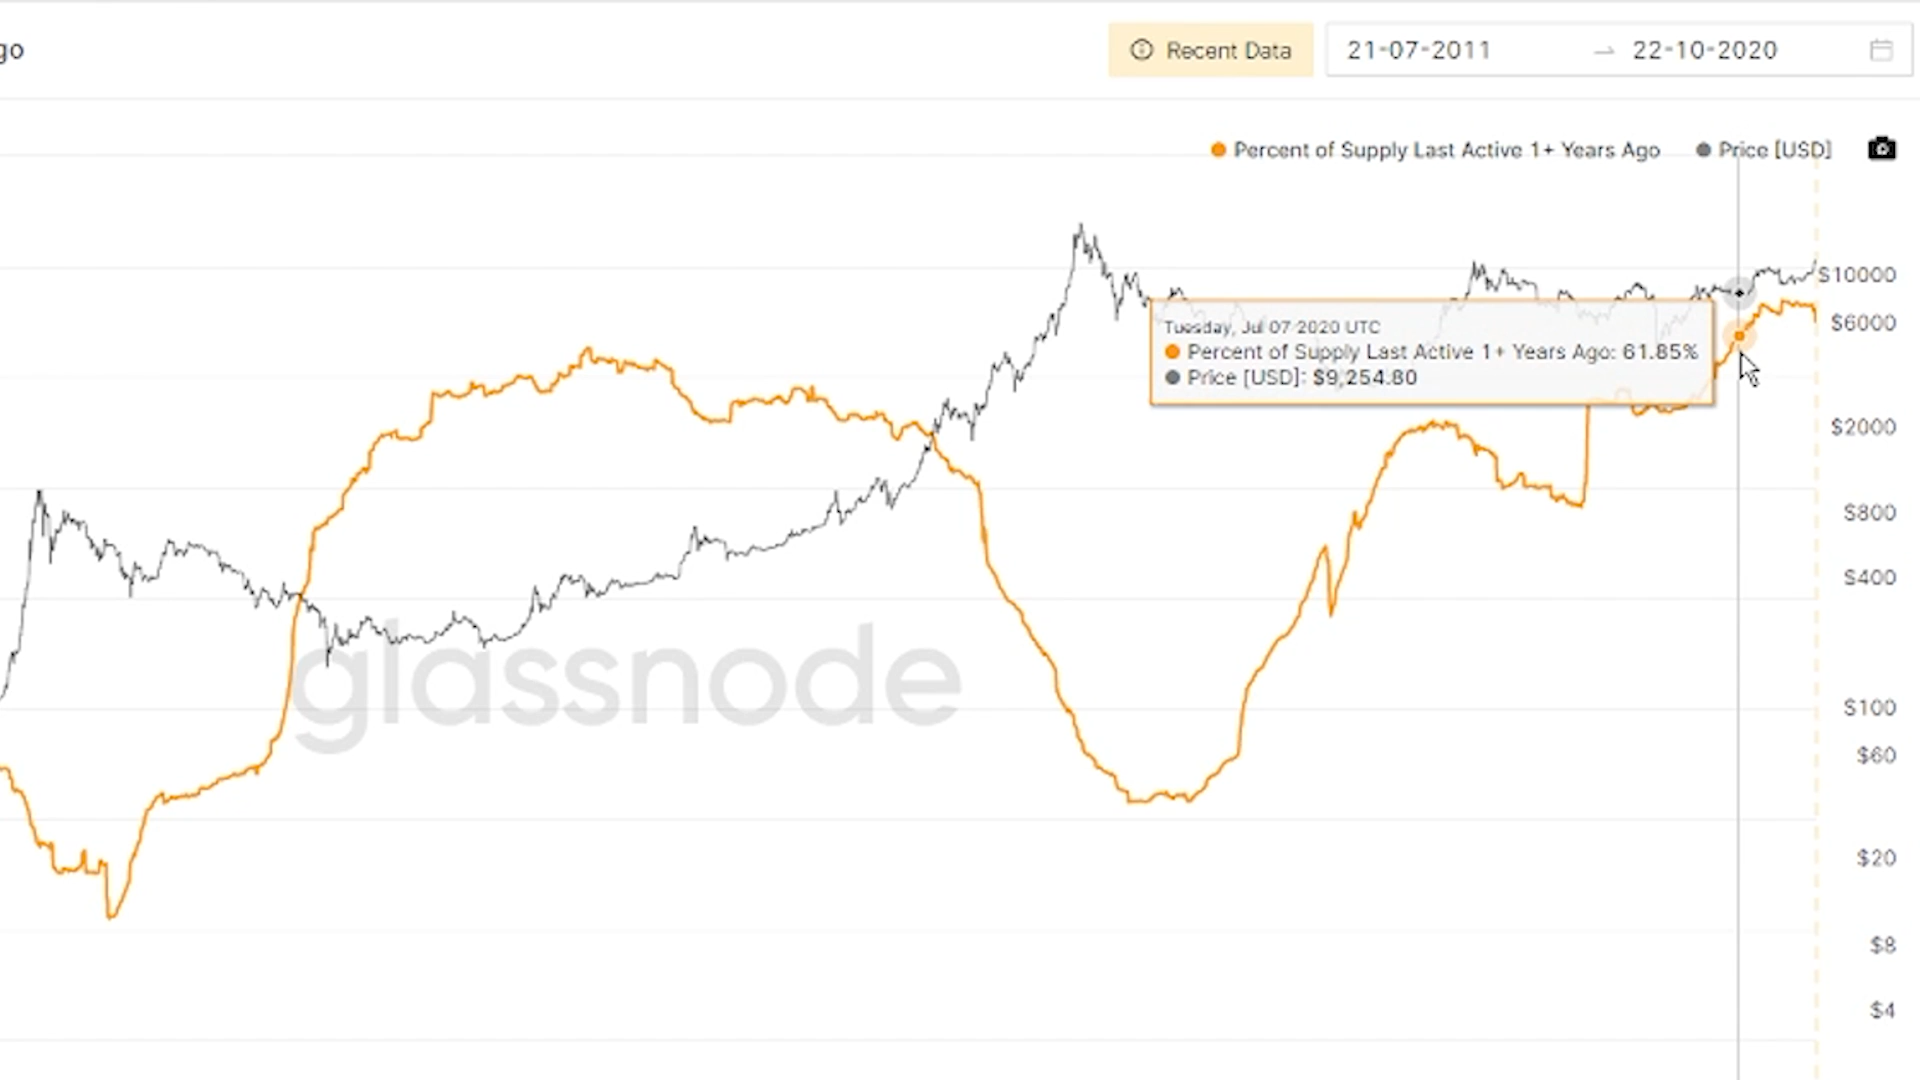 go
Recent Data
21-07-2011 → 22-10-2020
Percent of Supply Last Active 1+ Years Ago
Price [USD]
Tuesday, Jul 07 2020 UTC
Percent of Supply Last Active 1+ Years Ago: 61.85%
Price [USD]: $9,254.80
$10000
$6000
$2000
$800
$400
$100
$60
$20
$8
$4
glassnode